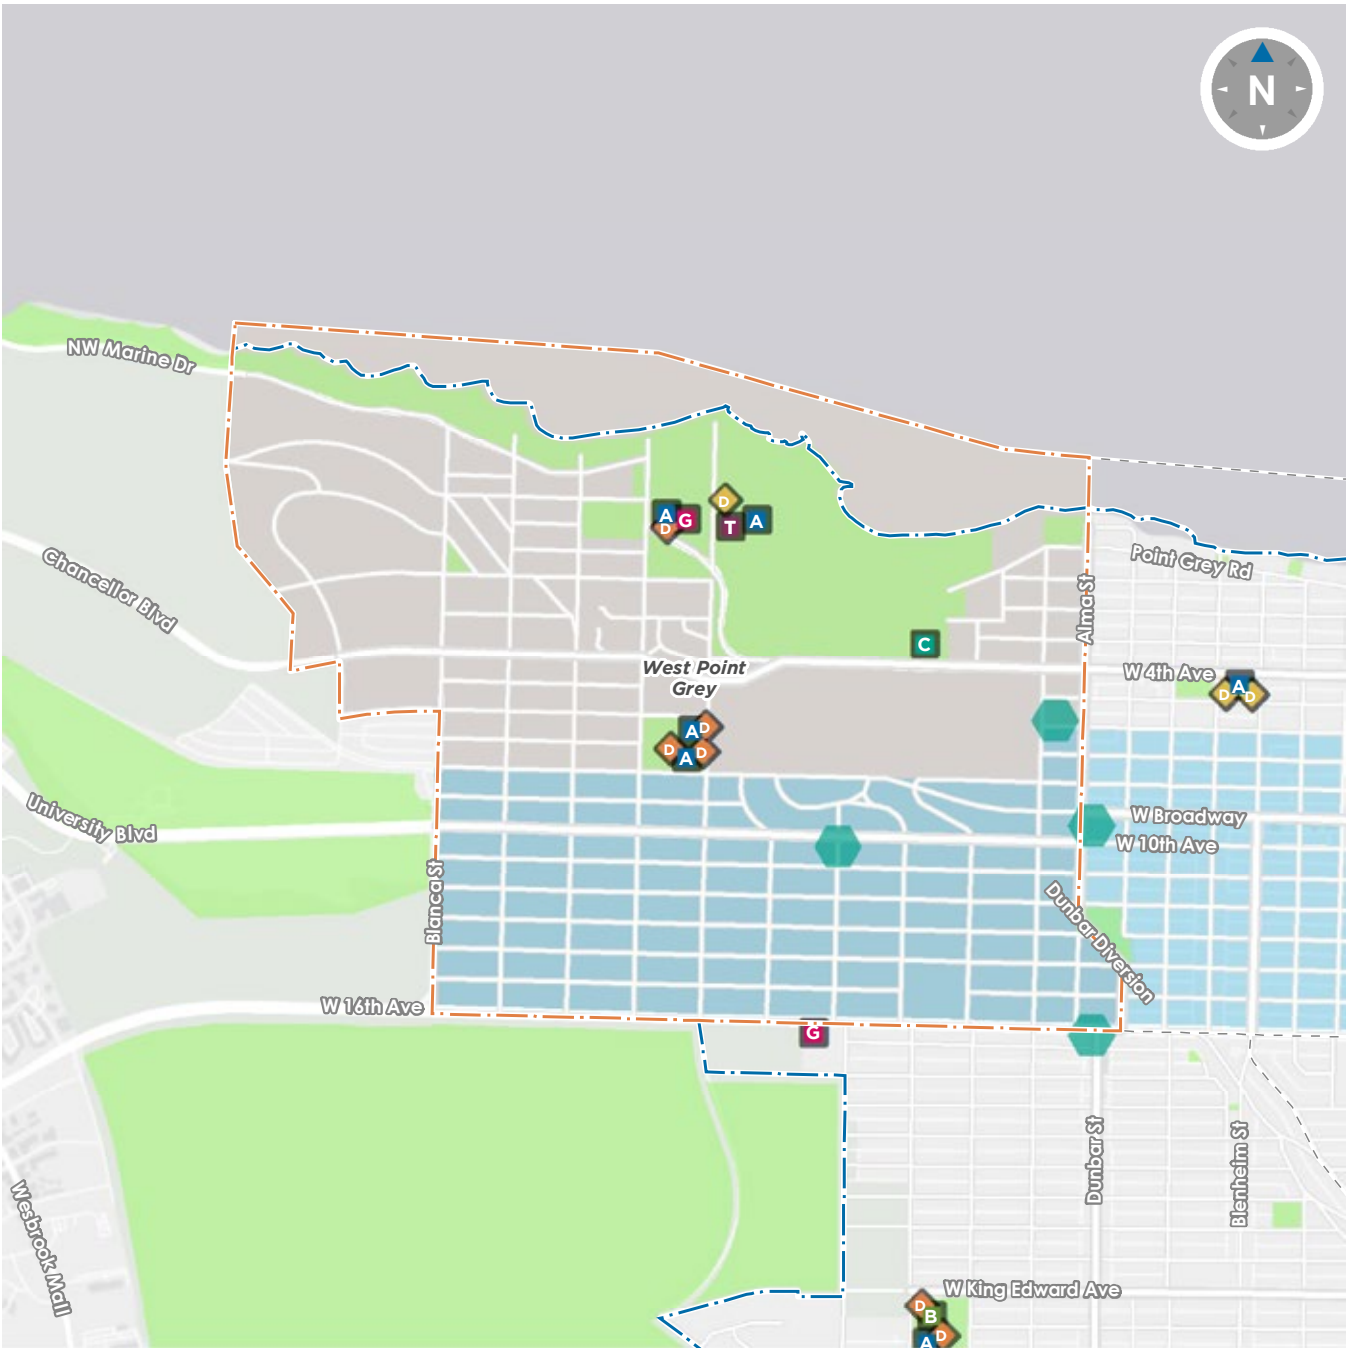 N
NW Marine Dr
D
A
G
D
T
A
Point Grey Rd
Chancellor Blvd
Alma St
C
West Point
Grey
W 4th Ave
A
D
D
A
D
D
D
A
University Blvd
W Broadway
W 10th Ave
Blanca St
Dunbar Diversion
W 16th Ave
G
Dunbar St
Blenheim St
Wesbrook Mall
W King Edward Ave
D
B
D
A